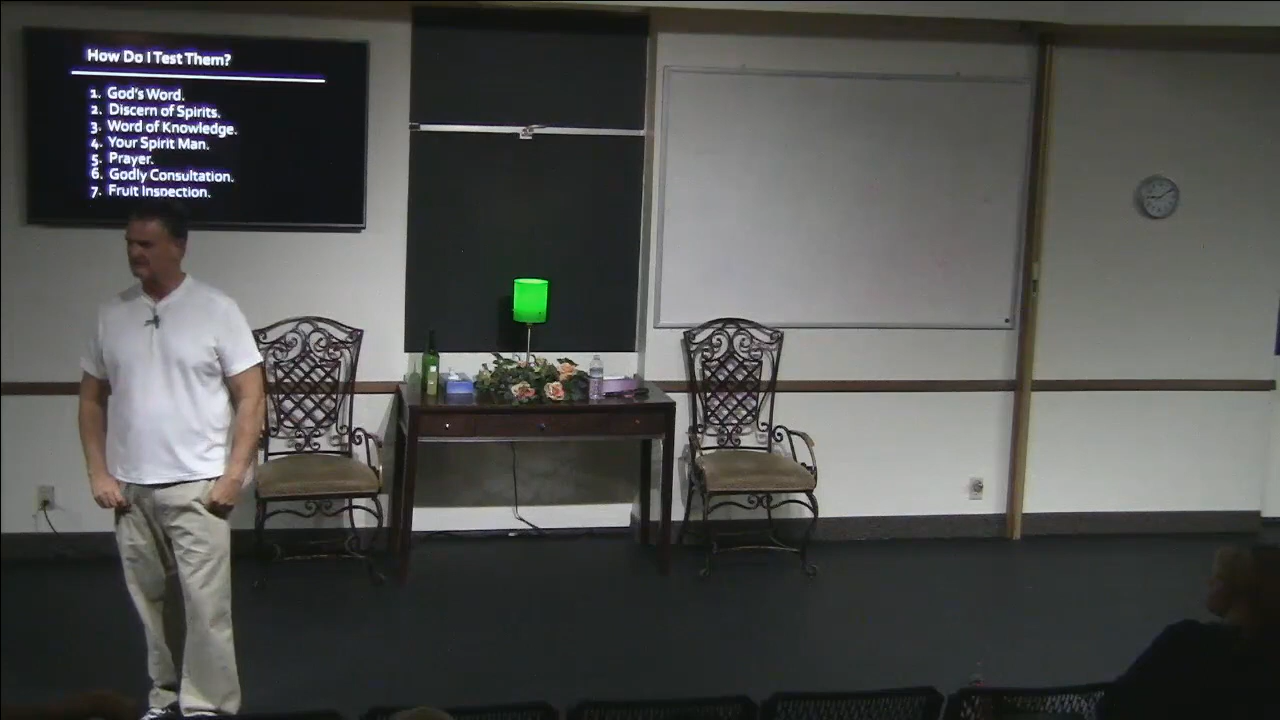 How Do I Test Them?
1. God's Word.
2. Discern of Spirits.
3. Word of Knowledge.
4. Your Spirit Man.
5. Prayer.
6. Godly Consultation.
7. Fruit Inspection.